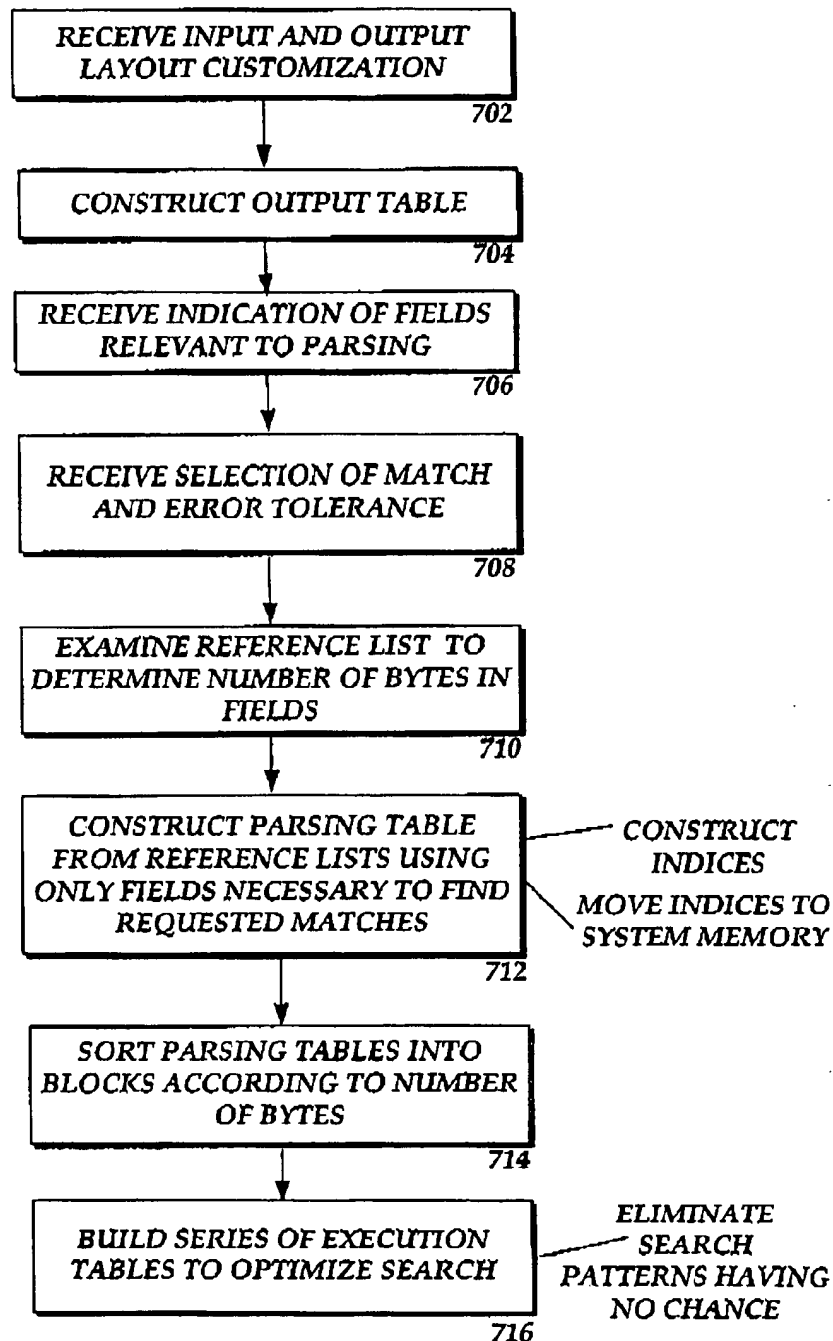 RECEIVE INPUT AND OUTPUT
LAYOUT CUSTOMIZATION
702
CONSTRUCT OUTPUT TABLE
704
RECEIVE INDICATION OF FIELDS
RELEVANT TO PARSING
706
RECEIVE SELECTION OF MATCH
AND ERROR TOLERANCE
708
EXAMINE REFERENCE LIST TO
DETERMINE NUMBER OF BYTES IN
FIELDS
710
CONSTRUCT PARSING TABLE
FROM REFERENCE LISTS USING
ONLY FIELDS NECESSARY TO FIND
REQUESTED MATCHES
712
CONSTRUCT
INDICES
MOVE INDICES TO
SYSTEM MEMORY
SORT PARSING TABLES INTO
BLOCKS ACCORDING TO NUMBER
OF BYTES
714
BUILD SERIES OF EXECUTION
TABLES TO OPTIMIZE SEARCH
716
ELIMINATE
SEARCH
PATTERNS HAVING
NO CHANCE